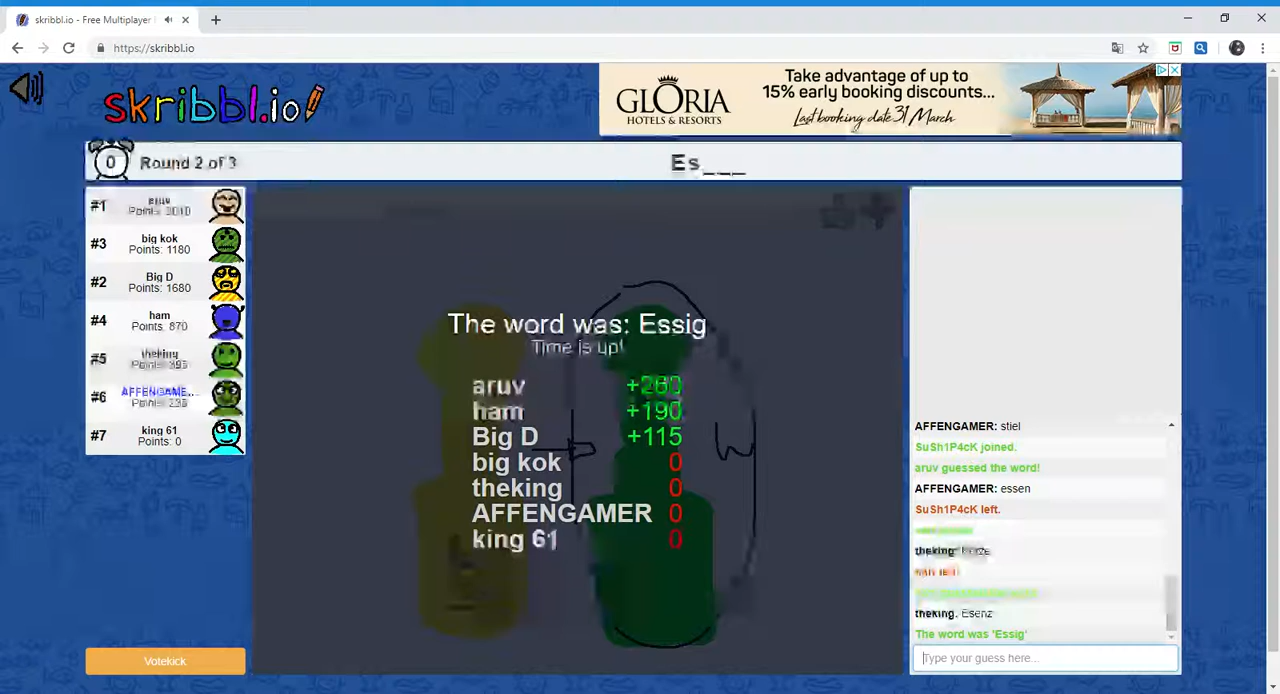 skribbl.io - Free Multiplayer
https://skribbl.io
skribbl.io
GLORIA
HOTELS & RESORTS
Take advantage of up to
15% early booking discounts...
Last booking date 31 March
0
Round 2 of 3
Es___
#1
aruv
#3
big kok
Points: 1180
#2
Big D
Points: 1680
#4
ham
Points: 870
#5
theking
#6
AFFENGAME...
#7
king 61
Points: 0
The word was: Essig
Time is up!
aruv +260
ham +190
Big D +115
big kok 0
theking 0
AFFENGAMER 0
king 61 0
AFFENGAMER: stiel
SuSh1P4cK joined.
aruv guessed the word!
AFFENGAMER: essen
SuSh1P4cK left.
theking:
theking: Esenz
The word was 'Essig'
Type your guess here...
Votekick